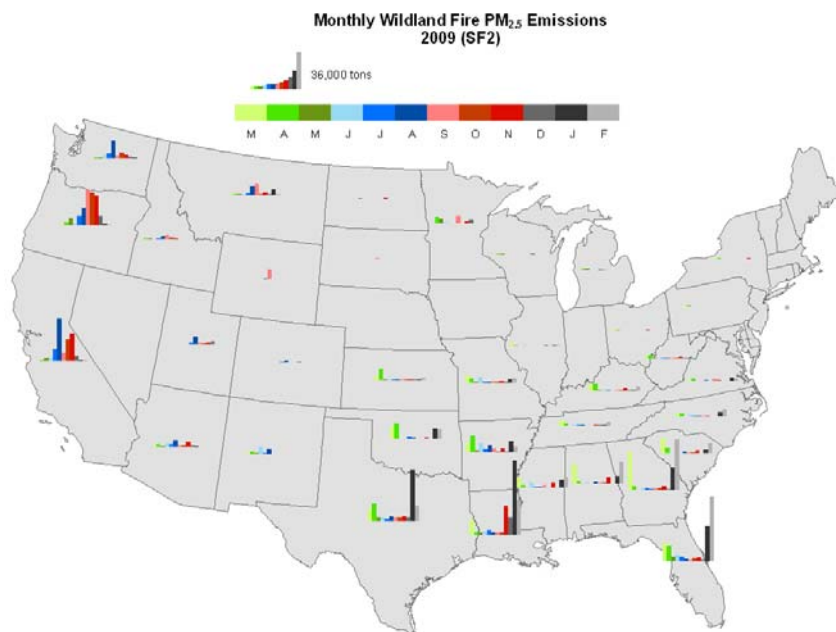 Monthly Wildland Fire PM2.5 Emissions
2009 (SF2)
36,000 tons
M A M J J A S O N D J F